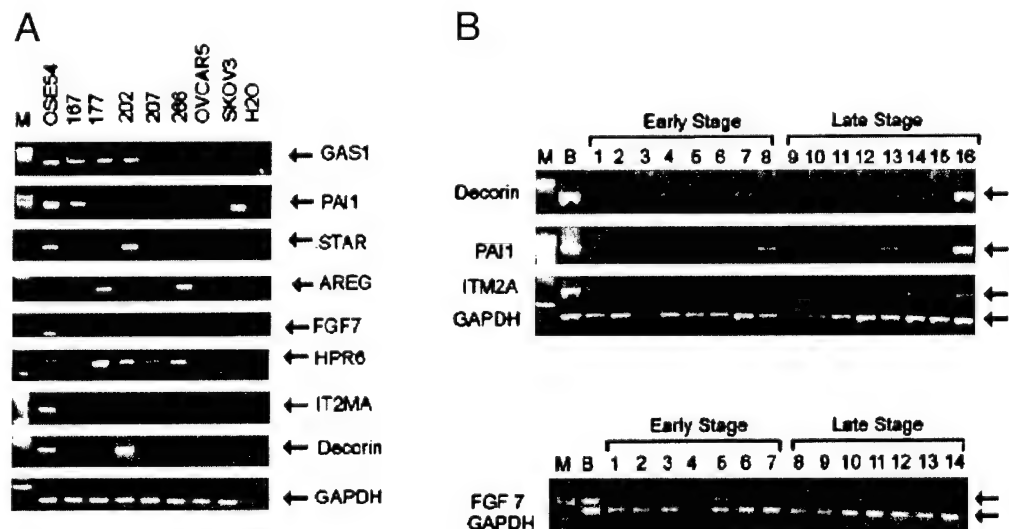 A
M OSE54 167 177 202 207 266 OVCAR5 SKOV3 H2O
GAS1
PAI1
STAR
AREG
FGF7
HPR6
IT2MA
Decorin
GAPDH
B
Early Stage Late Stage
M B 1 2 3 4 5 6 7 8 9 10 11 12 13 14 15 16
Decorin
PAI1
ITM2A
GAPDH
Early Stage Late Stage
M B 1 2 3 4 5 6 7 8 9 10 11 12 13 14
FGF 7
GAPDH